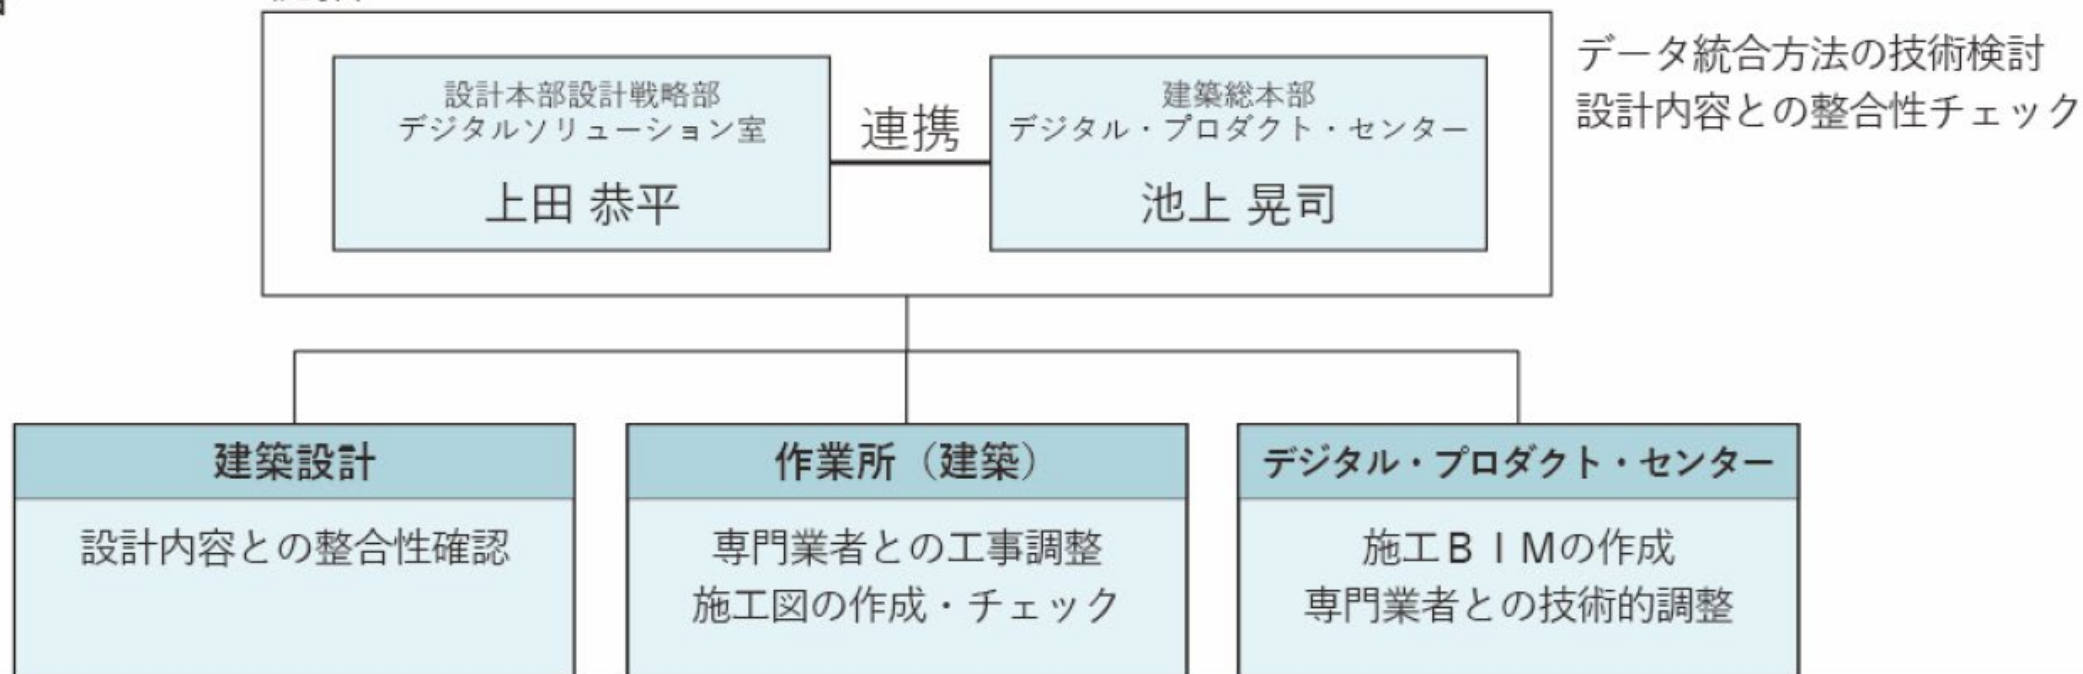 データ統合方法の技術検討
設計内容との整合性チェック
設計本部設計戦略部
デジタルソリューション室
上田 恭平
連携
建築総本部
デジタル・プロダクト・センター
池上 晃司
建築設計
設計内容との整合性確認
作業所（建築）
専門業者との工事調整
施工図の作成・チェック
デジタル・プロダクト・センター
施工ＢＩＭの作成
専門業者との技術的調整